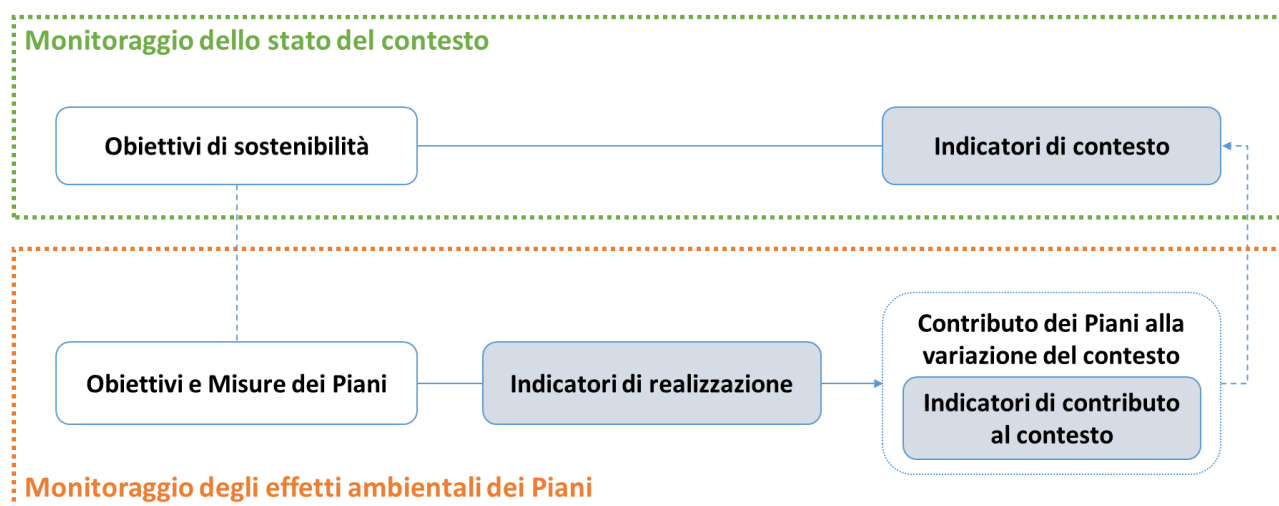 Monitoraggio dello stato del contesto
Obiettivi di sostenibilità
Indicatori di contesto
Obiettivi e Misure dei Piani
Indicatori di realizzazione
Contributo dei Piani alla
variazione del contesto
Indicatori di contributo
al contesto
Monitoraggio degli effetti ambientali dei Piani